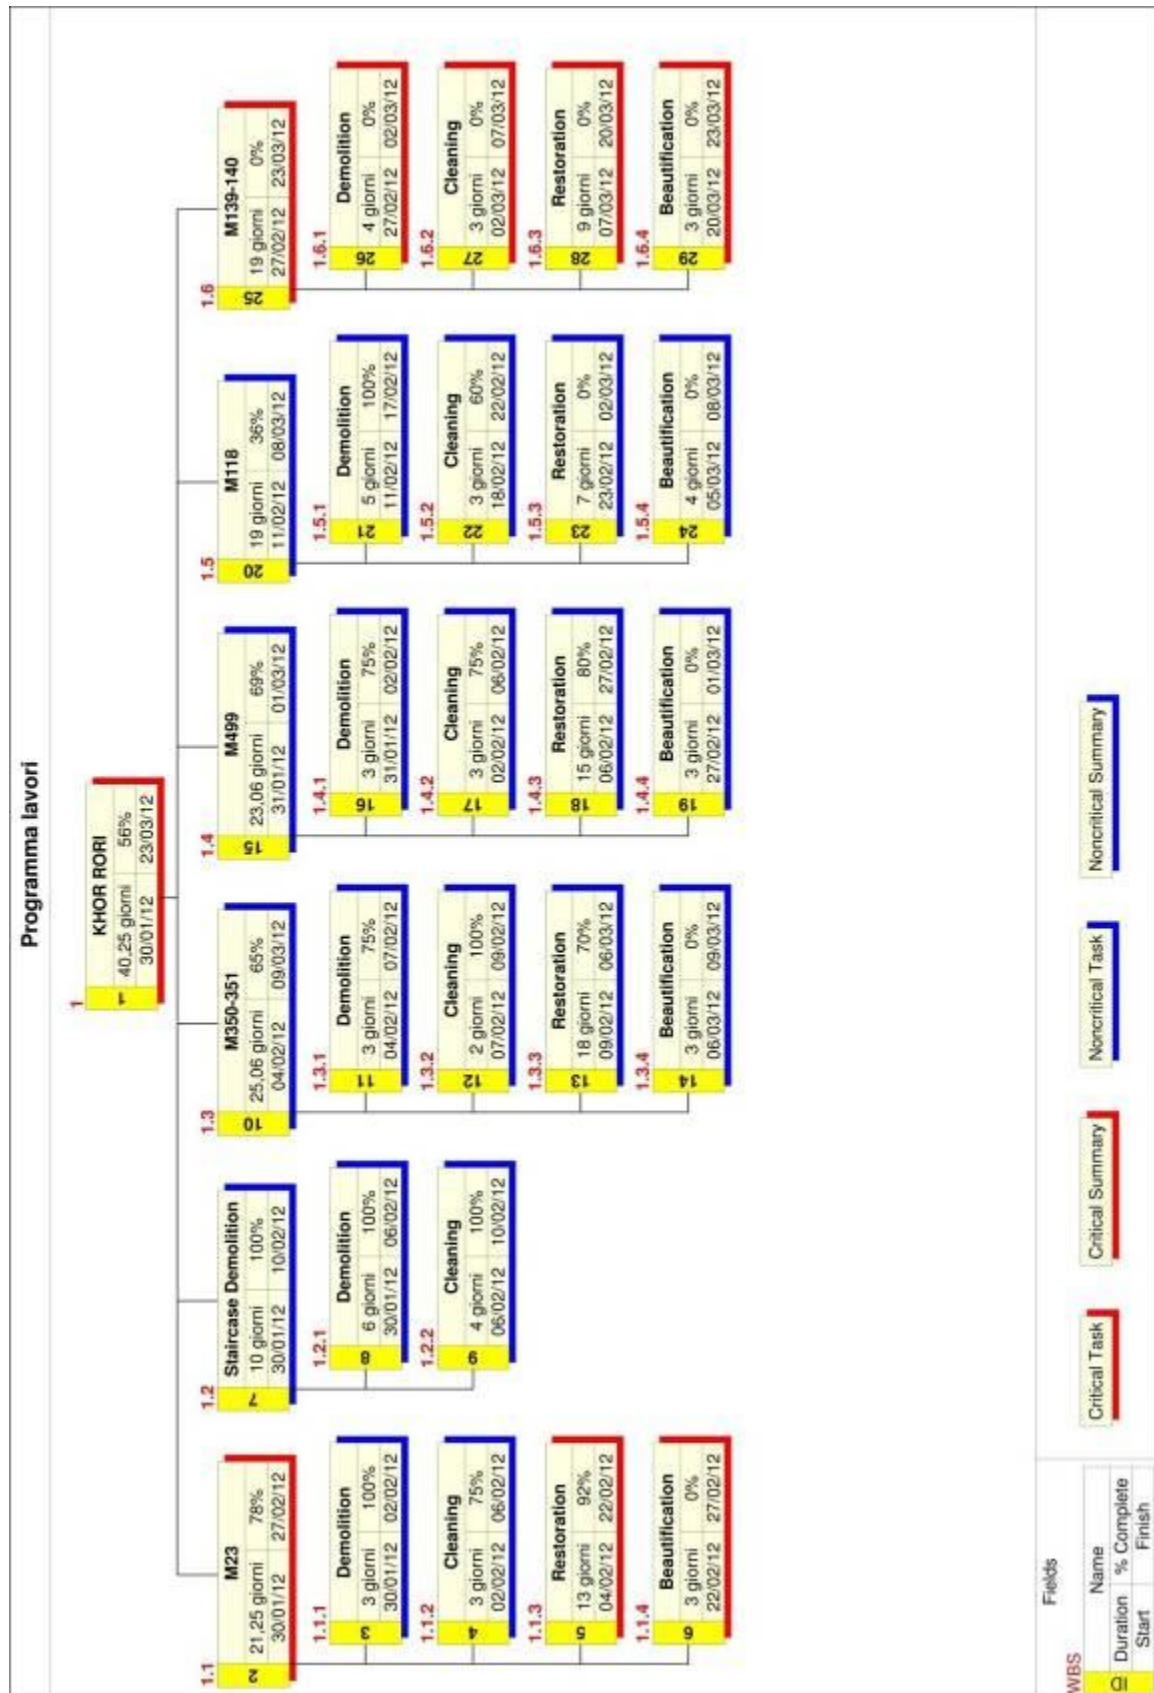 Programma lavori
1
KHOR RORI
1 40,25 giorni 56%
30/01/12 23/03/12
1.1
M23
2 21,25 giorni 78%
30/01/12 27/02/12
1.1.1
Demolition
3 3 giorni 100%
30/01/12 02/02/12
1.1.2
Cleaning
4 3 giorni 75%
02/02/12 06/02/12
1.1.3
Restoration
5 13 giorni 92%
04/02/12 22/02/12
1.1.4
Beautification
6 3 giorni 0%
22/02/12 27/02/12
1.2
Staircase Demolition
7 10 giorni 100%
30/01/12 10/02/12
1.2.1
Demolition
8 6 giorni 100%
30/01/12 06/02/12
1.2.2
Cleaning
9 4 giorni 100%
06/02/12 10/02/12
1.3
M350-351
10 25,06 giorni 65%
04/02/12 09/03/12
1.3.1
Demolition
11 3 giorni 75%
04/02/12 07/02/12
1.3.2
Cleaning
12 2 giorni 100%
07/02/12 09/02/12
1.3.3
Restoration
13 18 giorni 70%
09/02/12 06/03/12
1.3.4
Beautification
14 3 giorni 0%
06/03/12 09/03/12
1.4
M499
15 23,06 giorni 69%
31/01/12 01/03/12
1.4.1
Demolition
16 3 giorni 75%
31/01/12 02/02/12
1.4.2
Cleaning
17 3 giorni 75%
02/02/12 06/02/12
1.4.3
Restoration
18 15 giorni 80%
06/02/12 27/02/12
1.4.4
Beautification
19 3 giorni 0%
27/02/12 01/03/12
1.5
M118
20 19 giorni 36%
11/02/12 08/03/12
1.5.1
Demolition
21 5 giorni 100%
11/02/12 17/02/12
1.5.2
Cleaning
22 3 giorni 60%
18/02/12 22/02/12
1.5.3
Restoration
23 7 giorni 0%
23/02/12 02/03/12
1.5.4
Beautification
24 4 giorni 0%
05/03/12 08/03/12
1.6
M139-140
25 19 giorni 0%
27/02/12 23/03/12
1.6.1
Demolition
26 4 giorni 0%
27/02/12 02/03/12
1.6.2
Cleaning
27 3 giorni 0%
02/03/12 07/03/12
1.6.3
Restoration
28 9 giorni 0%
07/03/12 20/03/12
1.6.4
Beautification
29 3 giorni 0%
20/03/12 23/03/12
Fields
WBS
Name
ID Duration % Complete
Start Finish
Critical Task
Critical Summary
Noncritical Task
Noncritical Summary